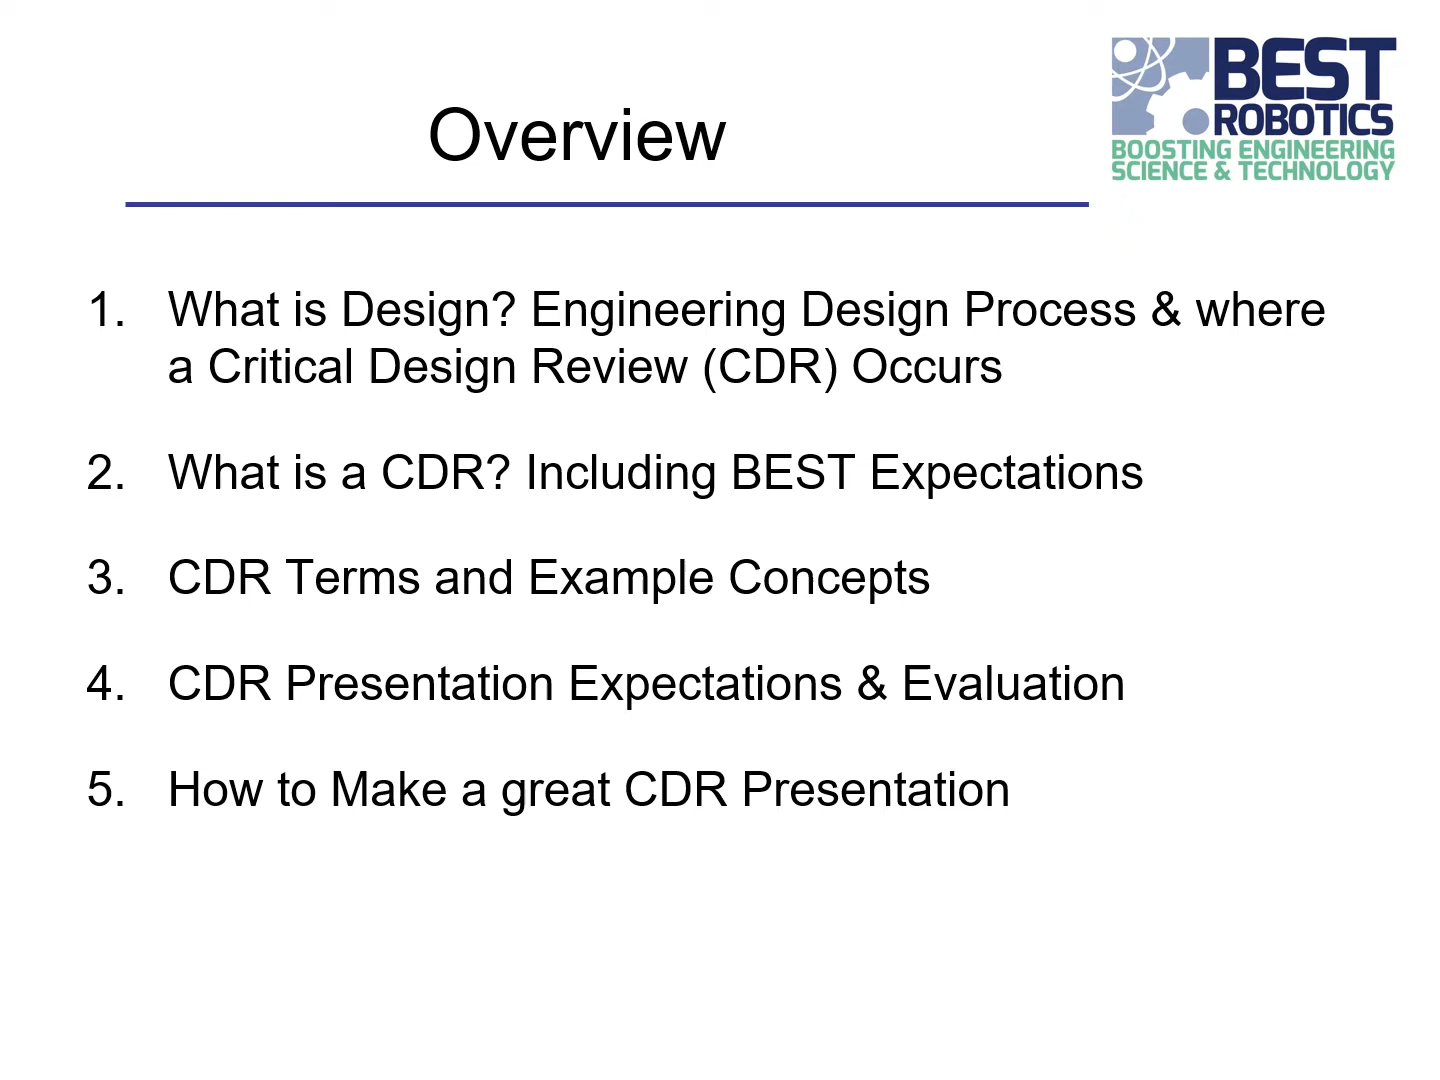 BEST
ROBOTICS
BOOSTING ENGINEERING
SCIENCE & TECHNOLOGY
Overview
1. What is Design? Engineering Design Process & where
a Critical Design Review (CDR) Occurs
2. What is a CDR? Including BEST Expectations
3. CDR Terms and Example Concepts
4. CDR Presentation Expectations & Evaluation
5. How to Make a great CDR Presentation